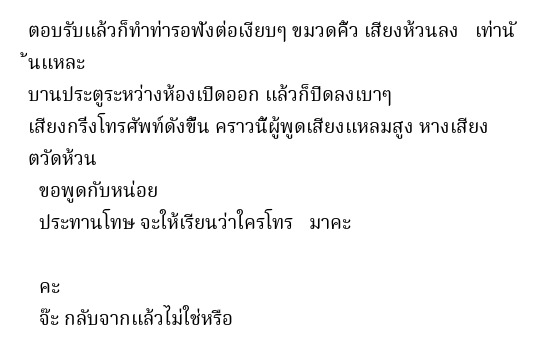 ตอบรับแล้วก็ทำท่ารอฟังต่อเงียบๆ ขมวดคิ้ว เสียงห้วนลง   เท่านั
้นแหละ
บานประตูระหว่างห้องเปิดออก แล้วก็ปิดลงเบาๆ
เสียงกริ่งโทรศัพท์ดังขึ้น คราวนี้ผู้พูดเสียงแหลมสูง หางเสียง
ตวัดห้วน
ขอพูดกับหน่อย
ประทานโทษ จะให้เรียนว่าใครโทร   มาคะ
คะ
จ๊ะ กลับจากแล้วไม่ใช่หรือ